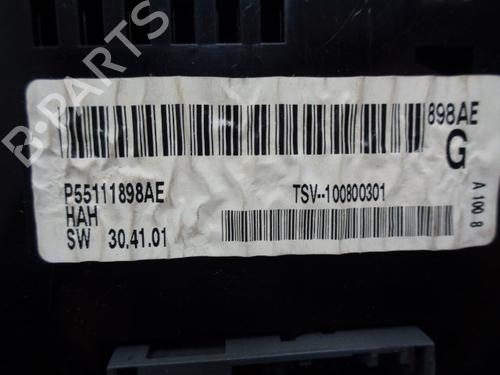 B-PARTS
898AE
G
P55111898AE
TSV--100800301
HAH
SW 30.41.01
A 100 8